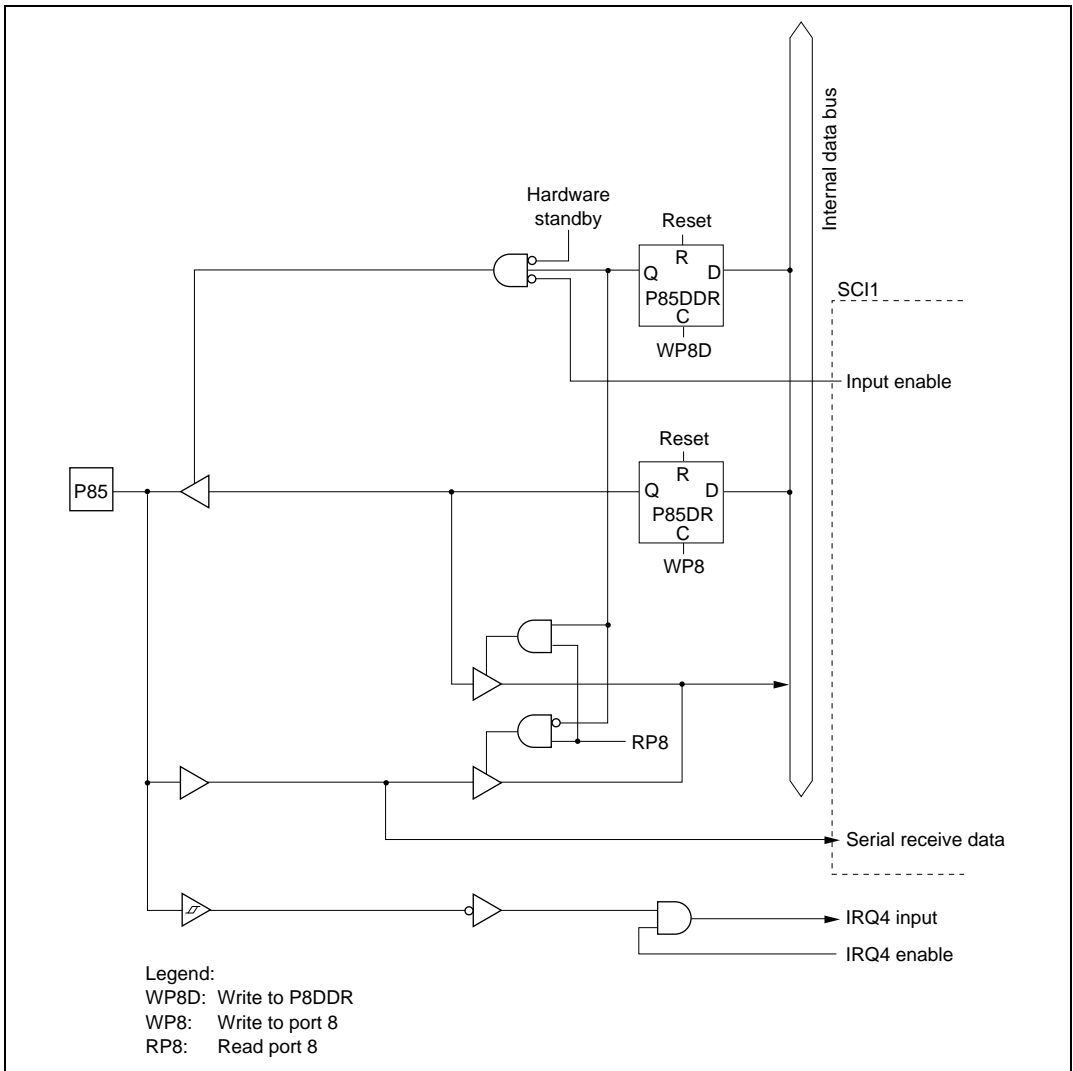 Internal data bus
Hardware
standby
Reset
R
Q
D
P85DDR
C
WP8D
SCI1
Input enable
Reset
R
Q
D
P85DR
C
WP8
P85
RP8
Serial receive data
IRQ4 input
IRQ4 enable
Legend:
WP8D: Write to P8DDR
WP8: Write to port 8
RP8: Read port 8